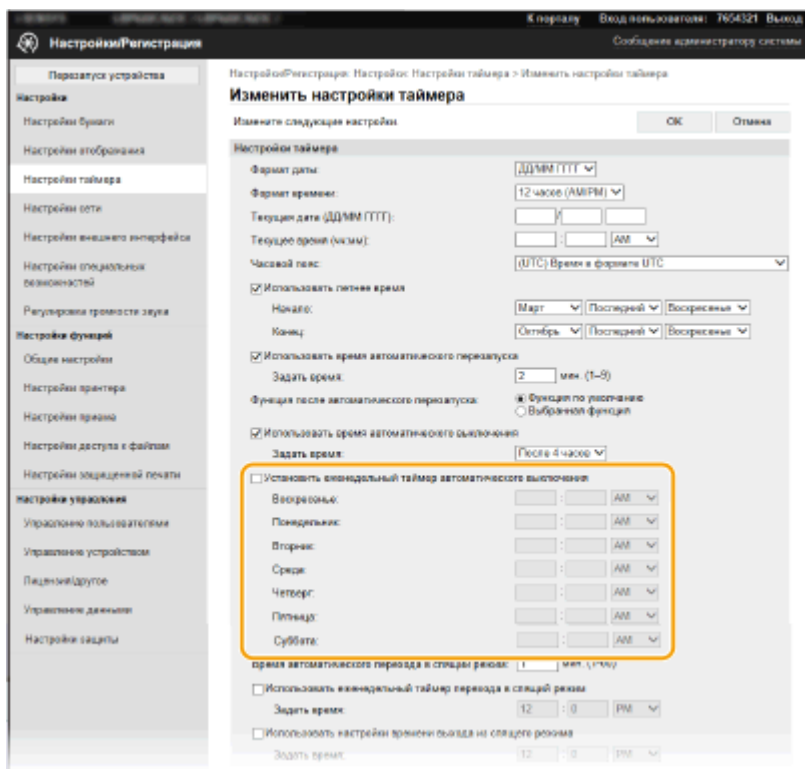 К порталу Вход пользователя: 7654321 Выход
Настройки/Регистрация
Сообщение администратору системы
Перезапуск устройства
Настройки
Настройки бумаги
Настройки отображения
Настройки таймера
Настройки сети
Настройки внешнего интерфейса
Настройки специальных
возможностей
Регулировка громкости звука
Настройки функций
Общие настройки
Настройки принтера
Настройки приема
Настройки доступа к файлам
Настройки защищенной печати
Настройки управления
Управление пользователями
Управление устройством
Лицензия/другое
Управление данными
Настройки защиты
Настройки/Регистрация: Настройки: Настройки таймера > Изменить настройки таймера
Изменить настройки таймера
Измените следующие настройки.
OK Отмена
Настройки таймера
Формат даты: ДД/ММ ГГГГ
Формат времени: 12 часов (AM/PM)
Текущая дата (ДД/ММ ГГГГ): /
Текущее время (чч:мм): : AM
Часовой пояс: (UTC) Время в формате UTC
Использовать летнее время
Начало: Март Последний Воскресенье
Конец: Октябрь Последний Воскресенье
Использовать время автоматического перезапуска
Задать время: 2 мин. (1–9)
Функция после автоматического перезапуска: Функция по умолчанию
Выбранная функция
Использовать время автоматического выключения
Задать время: После 4 часов
Установить еженедельный таймер автоматического выключения
Воскресенье: : AM
Понедельник: : AM
Вторник: : AM
Среда: : AM
Четверг: : AM
Пятница: : AM
Суббота: : AM
Время автоматического перехода в спящий режим: 1 мин.
Использовать еженедельный таймер перехода в спящий режим
Задать время: 12 : 0 PM
Использовать настройки времени выхода из спящего режима
Задать время: 12 : 0 PM